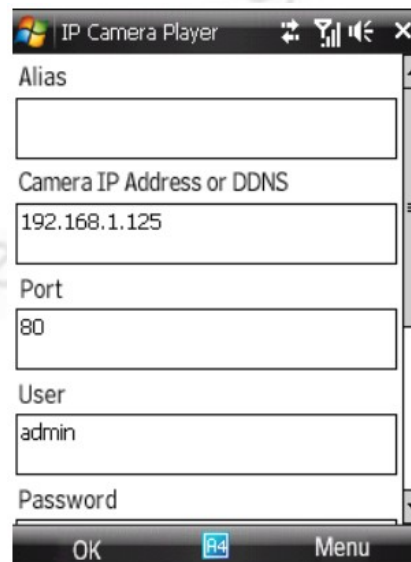 IP Camera Player
Alias
Camera IP Address or DDNS
192.168.1.125
Port
80
User
admin
Password
OK A4 Menu